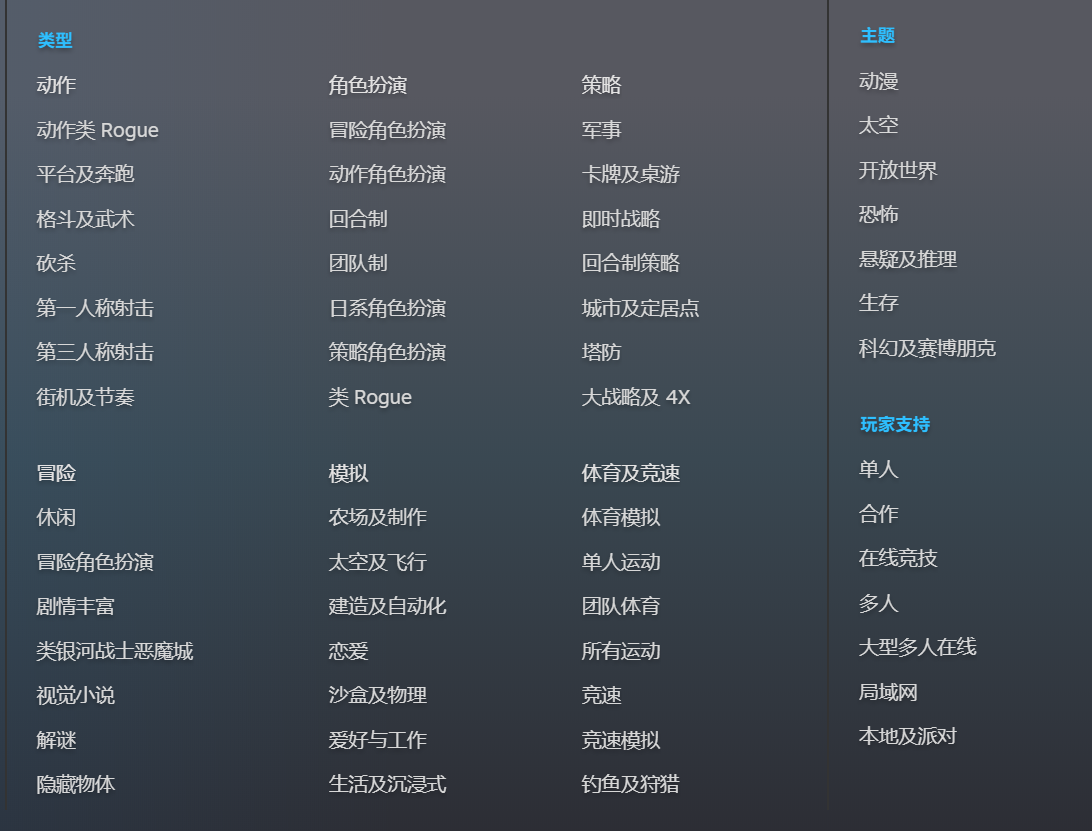 类型
动作
动作类 Rogue
平台及奔跑
格斗及武术
砍杀
第一人称射击
第三人称射击
街机及节奏
角色扮演
冒险角色扮演
动作角色扮演
回合制
团队制
日系角色扮演
策略角色扮演
类 Rogue
策略
军事
卡牌及桌游
即时战略
回合制策略
城市及定居点
塔防
大战略及 4X
冒险
休闲
冒险角色扮演
剧情丰富
类银河战士恶魔城
视觉小说
解谜
隐藏物体
模拟
农场及制作
太空及飞行
建造及自动化
恋爱
沙盒及物理
爱好与工作
生活及沉浸式
体育及竞速
体育模拟
单人运动
团队体育
所有运动
竞速
竞速模拟
钓鱼及狩猎
主题
动漫
太空
开放世界
恐怖
悬疑及推理
生存
科幻及赛博朋克
玩家支持
单人
合作
在线竞技
多人
大型多人在线
局域网
本地及派对